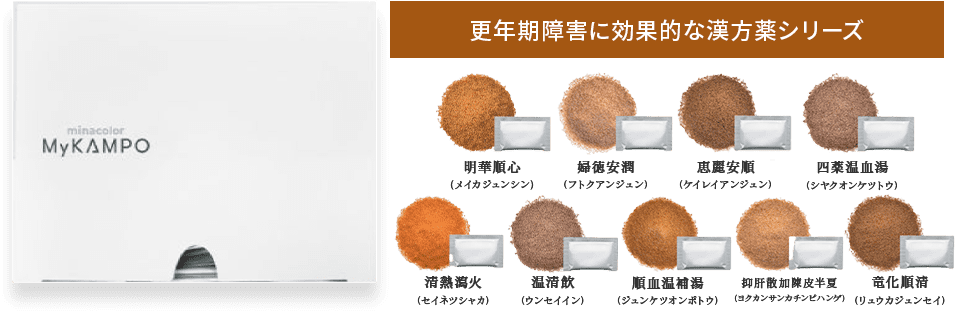 minacolor
MyKAMPO
更年期障害に効果的な漢方薬シリーズ
明華順心
（メイカジュンシン）
婦徳安潤
（フトクアンジュン）
恵麗安順
（ケイレイアンジュン）
四薬温血湯
（シヤクオンケツトウ）
清熱瀉火
（セイネツシャカ）
温清飲
（ウンセイイン）
順血温補湯
（ジュンケツオンポトウ）
抑肝散加陳皮半夏
（ヨクカンサンカチンピハンゲ）
竜化順清
（リュウカジュンセイ）